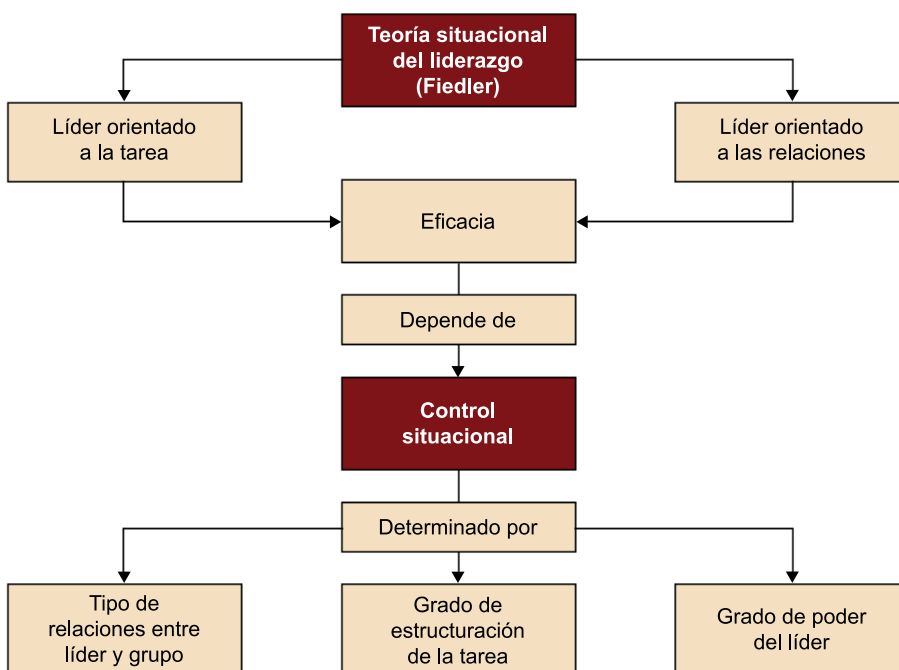 Teoría situacional
del liderazgo
(Fiedler)
Líder orientado
a la tarea
Líder orientado
a las relaciones
Eficacia
Depende de
Control
situacional
Determinado por
Tipo de
relaciones entre
líder y grupo
Grado de
estructuración
de la tarea
Grado de poder
del líder